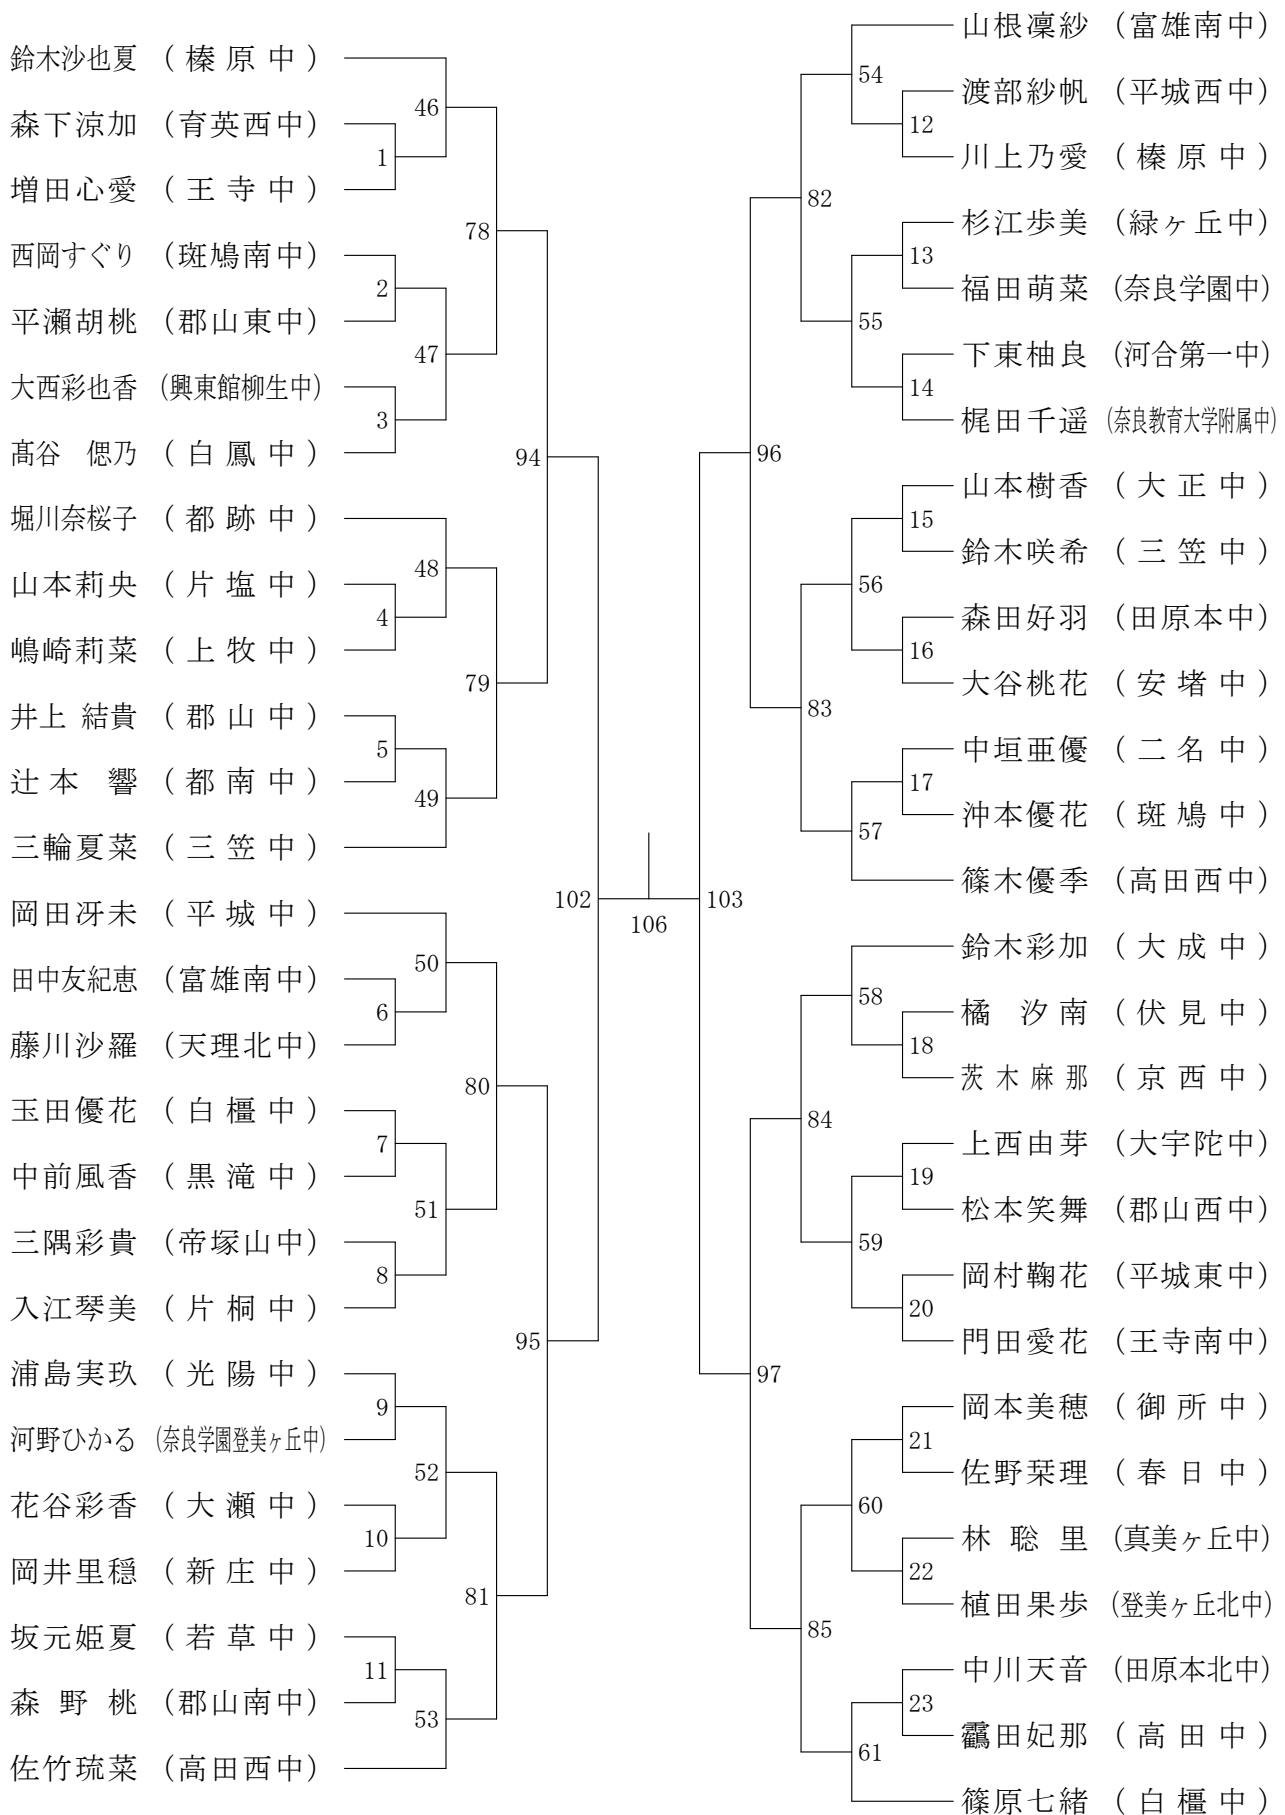 鈴木沙也夏 （榛原中）
46
森下涼加 （育英西中）
1
増田心愛 （王寺中）
78
西岡すぐり （斑鳩南中）
2
平瀬胡桃 （郡山東中）
47
大西彩也香 （興東館柳生中）
3
髙谷　偲乃 （白鳳中）
94
堀川奈桜子 （都跡中）
48
山本莉央 （片塩中）
4
嶋崎莉菜 （上牧中）
79
井上 結貴 （郡山中）
5
辻本　響 （都南中）
49
三輪夏菜 （三笠中）
102
岡田冴未 （平城中）
50
田中友紀恵 （富雄南中）
6
藤川沙羅 （天理北中）
80
玉田優花 （白橿中）
7
中前風香 （黒滝中）
51
三隅彩貴 （帝塚山中）
8
入江琴美 （片桐中）
95
浦島実玖 （光陽中）
9
河野ひかる （奈良学園登美ヶ丘中）
52
花谷彩香 （大瀬中）
10
岡井里穏 （新庄中）
81
坂元姫夏 （若草中）
11
森野桃 （郡山南中）
53
佐竹琉菜 （高田西中）
106
山根凜紗 （富雄南中）
54
渡部紗帆 （平城西中）
12
川上乃愛 （榛原中）
82
杉江歩美 （緑ヶ丘中）
13
福田萌菜 （奈良学園中）
55
下東柚良 （河合第一中）
14
梶田千遥 （奈良教育大学附属中）
96
山本樹香 （大正中）
15
鈴木咲希 （三笠中）
56
森田好羽 （田原本中）
16
大谷桃花 （安堵中）
83
中垣亜優 （二名中）
17
沖本優花 （斑鳩中）
57
篠木優季 （高田西中）
103
鈴木彩加 （大成中）
58
橘　汐南 （伏見中）
18
茨木麻那 （京西中）
84
上西由芽 （大宇陀中）
19
松本笑舞 （郡山西中）
59
岡村鞠花 （平城東中）
20
門田愛花 （王寺南中）
97
岡本美穂 （御所中）
21
佐野栞理 （春日中）
60
林聡里 （真美ヶ丘中）
22
植田果歩 （登美ヶ丘北中）
85
中川天音 （田原本北中）
23
靍田妃那 （高田中）
61
篠原七緒 （白橿中）